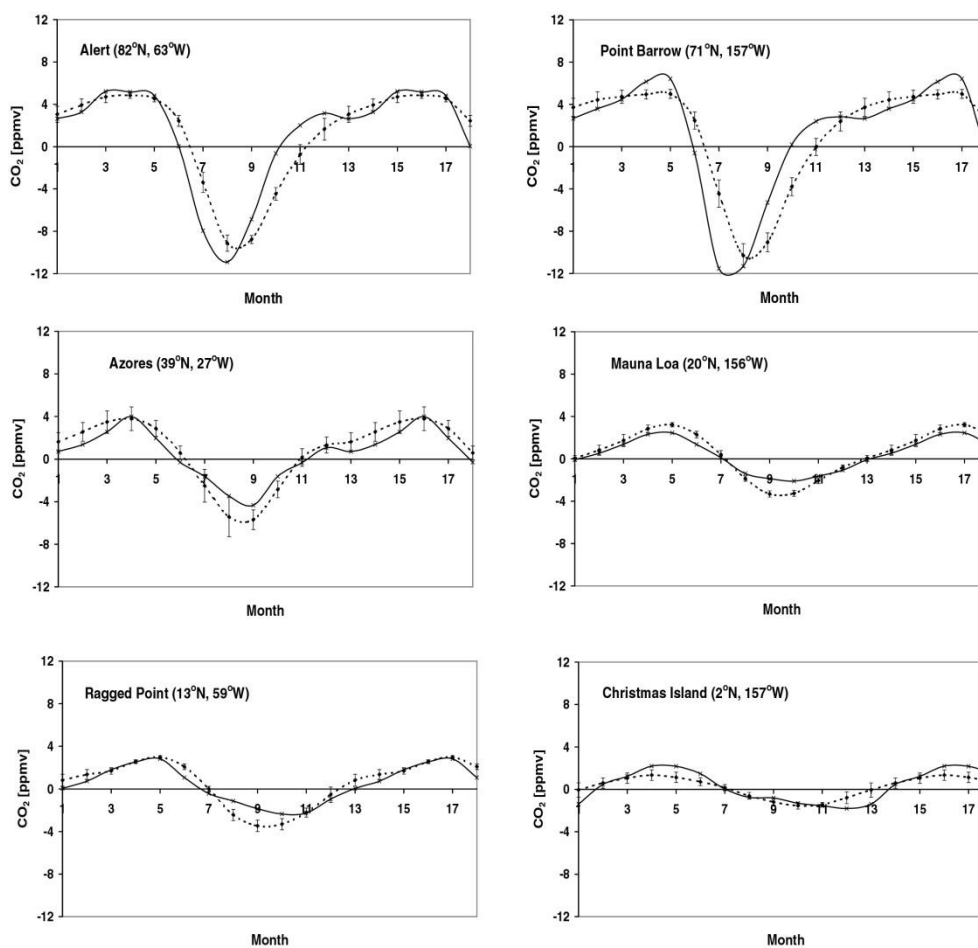 Alert (82°N, 63°W)
CO₂ [ppmv]
12
8
4
0
-4
-8
-12
1 3 5 7 9 11 13 15 17
Month
Point Barrow (71°N, 157°W)
CO₂ [ppmv]
12
8
4
0
-4
-8
-12
1 3 5 7 9 11 13 15 17
Month
Azores (39°N, 27°W)
CO₂ [ppmv]
12
8
4
0
-4
-8
-12
1 3 5 7 9 11 13 15 17
Month
Mauna Loa (20°N, 156°W)
CO₂ [ppmv]
12
8
4
0
-4
-8
-12
1 3 5 7 9 11 13 15 17
Month
Ragged Point (13°N, 59°W)
CO₂ [ppmv]
12
8
4
0
-4
-8
-12
1 3 5 7 9 11 13 15 17
Month
Christmas Island (2°N, 157°W)
CO₂ [ppmv]
12
8
4
0
-4
-8
-12
1 3 5 7 9 11 13 15 17
Month